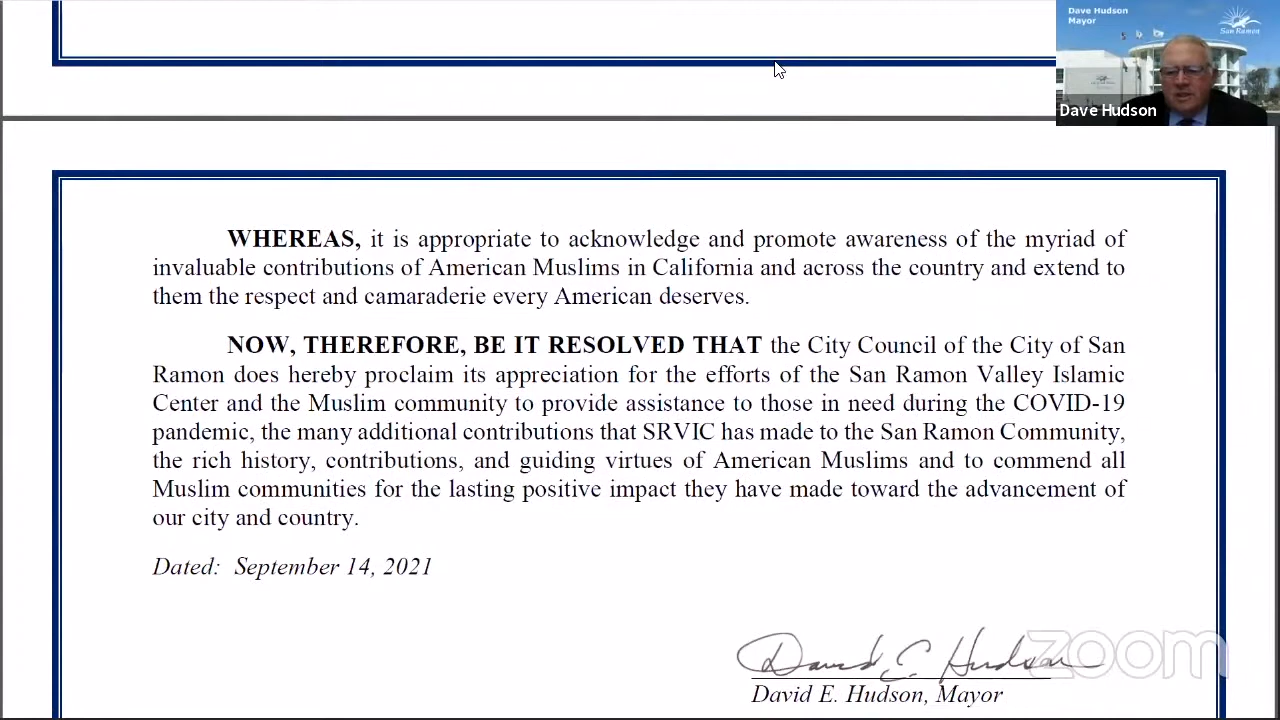 Dave Hudson
Mayor
San Ramon
Dave Hudson
WHEREAS, it is appropriate to acknowledge and promote awareness of the myriad of
invaluable contributions of American Muslims in California and across the country and extend to
them the respect and camaraderie every American deserves.
NOW, THEREFORE, BE IT RESOLVED THAT the City Council of the City of San
Ramon does hereby proclaim its appreciation for the efforts of the San Ramon Valley Islamic
Center and the Muslim community to provide assistance to those in need during the COVID-19
pandemic, the many additional contributions that SRVIC has made to the San Ramon Community,
the rich history, contributions, and guiding virtues of American Muslims and to commend all
Muslim communities for the lasting positive impact they have made toward the advancement of
our city and country.
Dated: September 14, 2021
David E. Hudson
zoom
David E. Hudson, Mayor